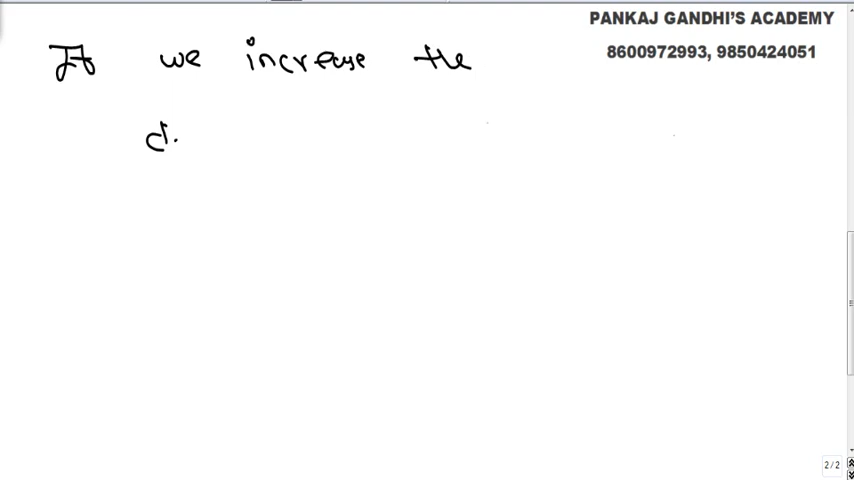 PANKAJ GANDHI'S ACADEMY
8600972993, 9850424051
If we increase the
d.
2/2